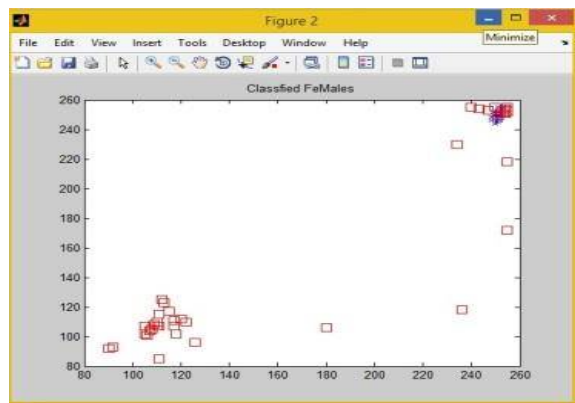 Figure 2
File Edit View Insert Tools Desktop Window Help
Minimize
Classfied FeMales
260
240
220
200
180
160
140
120
100
80
80 100 120 140 160 180 200 220 240 260